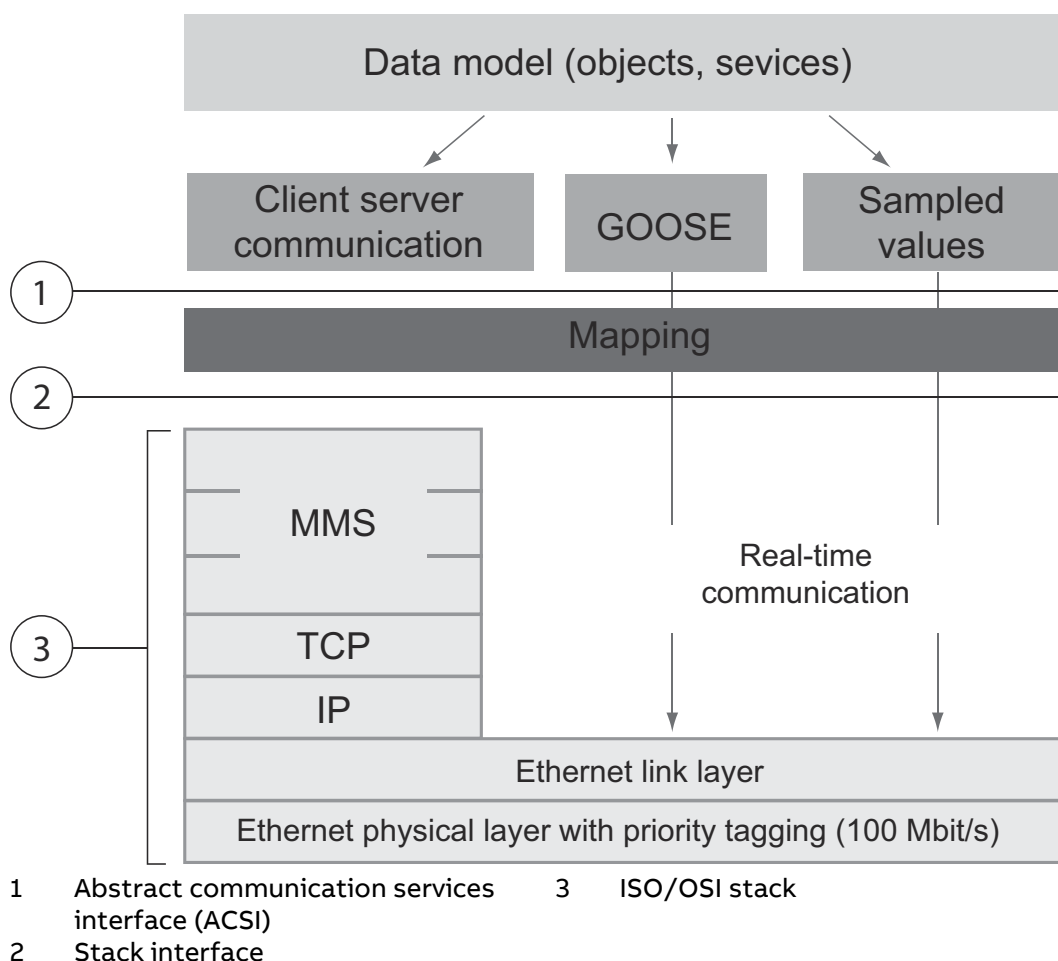 Data model (objects, sevices)
Client server
communication
GOOSE
Sampled
values
1
Mapping
2
MMS
Real-time
communication
3
TCP
IP
Ethernet link layer
Ethernet physical layer with priority tagging (100 Mbit/s)
1 Abstract communication services
interface (ACSI)
2 Stack interface
3 ISO/OSI stack